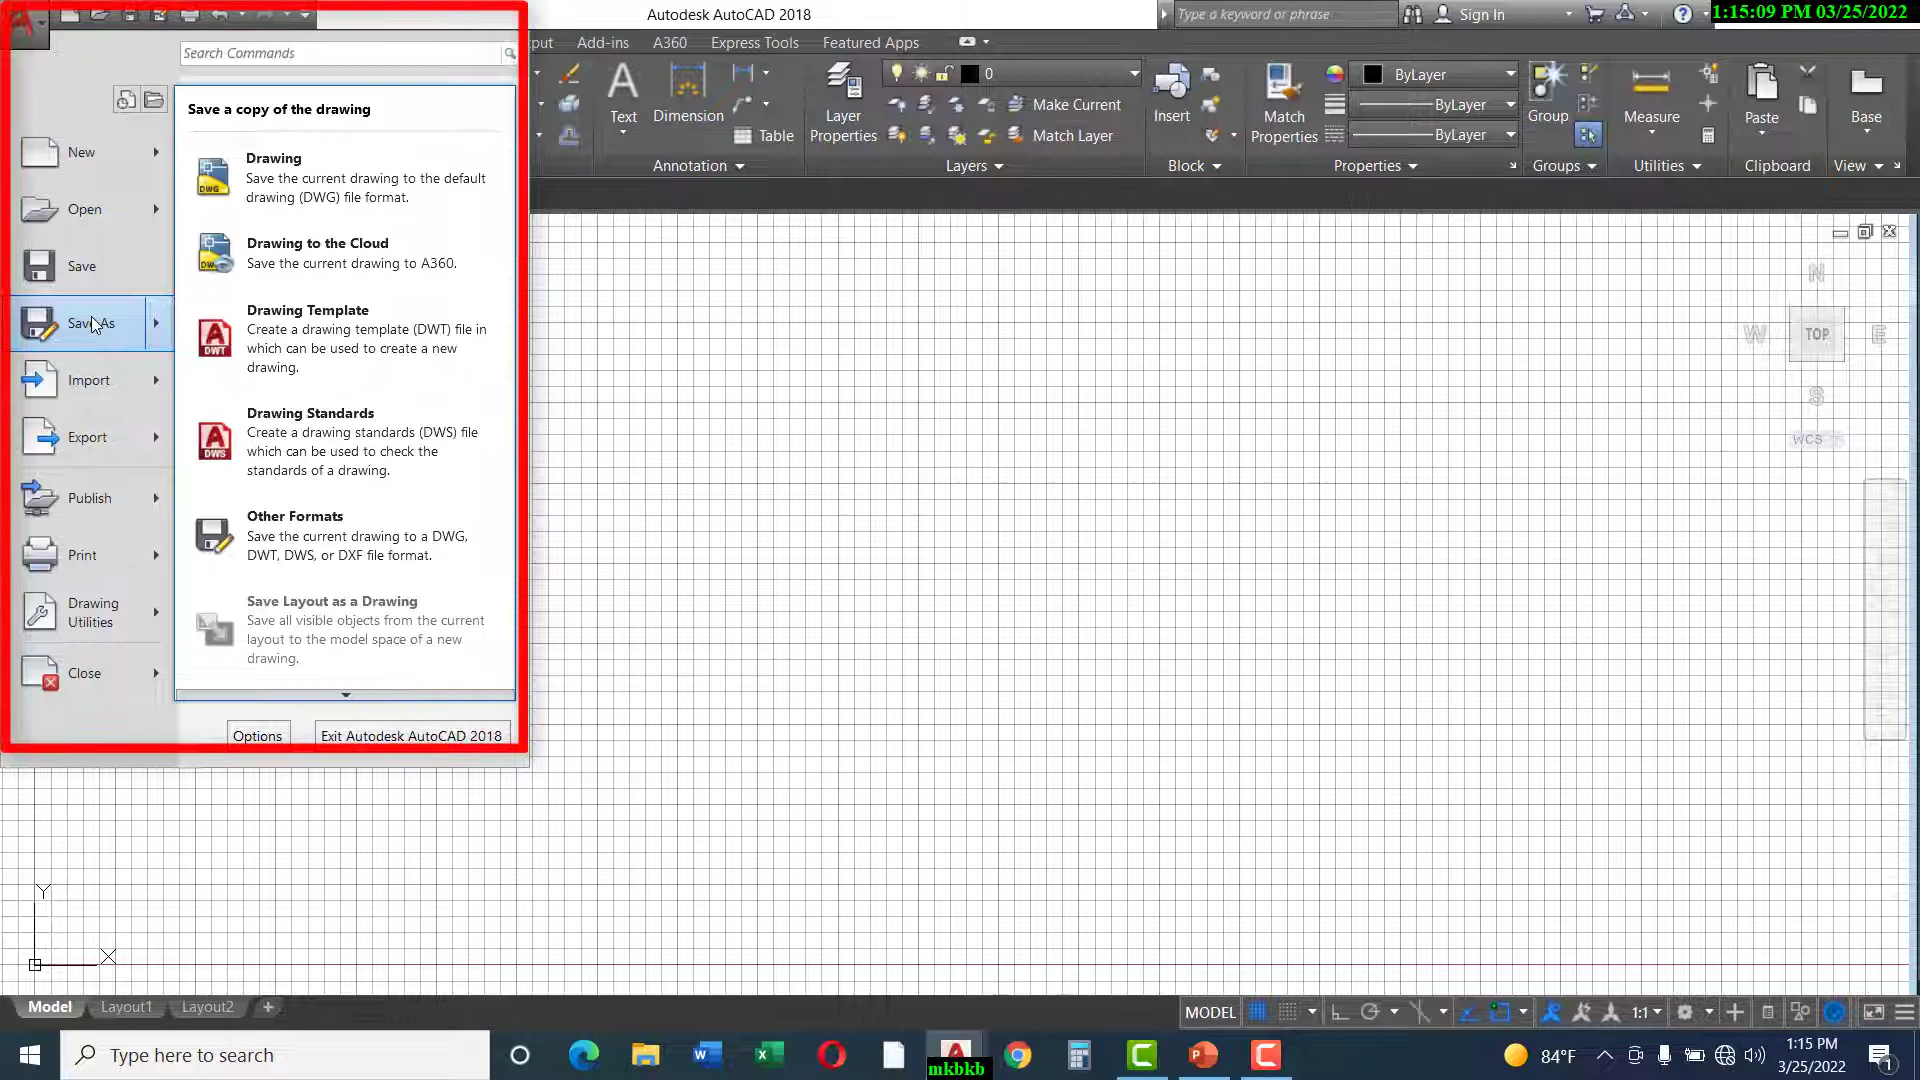 Autodesk AutoCAD 2018
Type a keyword or phrase
Sign In
1:15:09 PM 03/25/2022
Search Commands
put
Add-ins
A360
Express Tools
Featured Apps
Save a copy of the drawing
New
Open
Save
Save As
Import
Export
Publish
Print
Drawing
Utilities
Close
Drawing
Save the current drawing to the default
drawing (DWG) file format.
Drawing to the Cloud
Save the current drawing to A360.
Drawing Template
Create a drawing template (DWT) file in
which can be used to create a new
drawing.
Drawing Standards
Create a drawing standards (DWS) file
which can be used to check the
standards of a drawing.
Other Formats
Save the current drawing to a DWG,
DWT, DWS, or DXF file format.
Save Layout as a Drawing
Save all visible objects from the current
layout to the model space of a new
drawing.
DWG
DWT
DWS
Options
Exit Autodesk AutoCAD 2018
Text
Dimension
Table
Annotation
Layer
Properties
0
Make Current
Match Layer
Layers
Insert
Block
Match
Properties
ByLayer
ByLayer
ByLayer
Properties
Group
Groups
Measure
Utilities
Paste
Clipboard
Base
View
N
W
TOP
E
S
WCS
Y
X
Model
Layout1
Layout2
MODEL
1:1
Type here to search
mkbkb
84°F
1:15 PM
3/25/2022
1